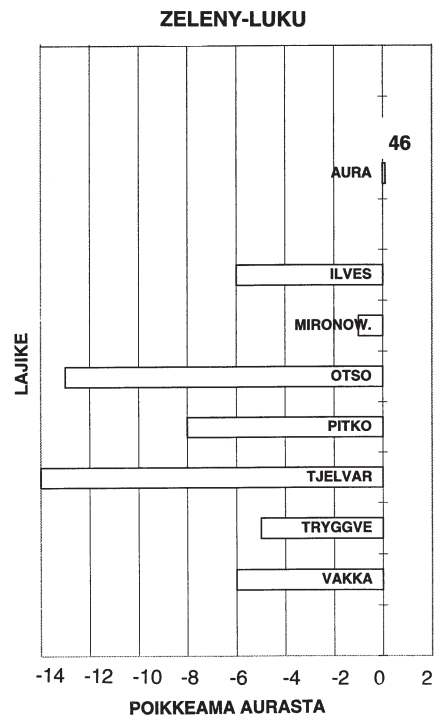 ZELENY-LUKU
46
AURA
ILVES
MIRONOW.
OTSO
PITKO
TJELVAR
TRYGGVE
VAKKA
LAJIKE
-14 -12 -10 -8 -6 -4 -2 0 2
POIKKEAMA AURASTA